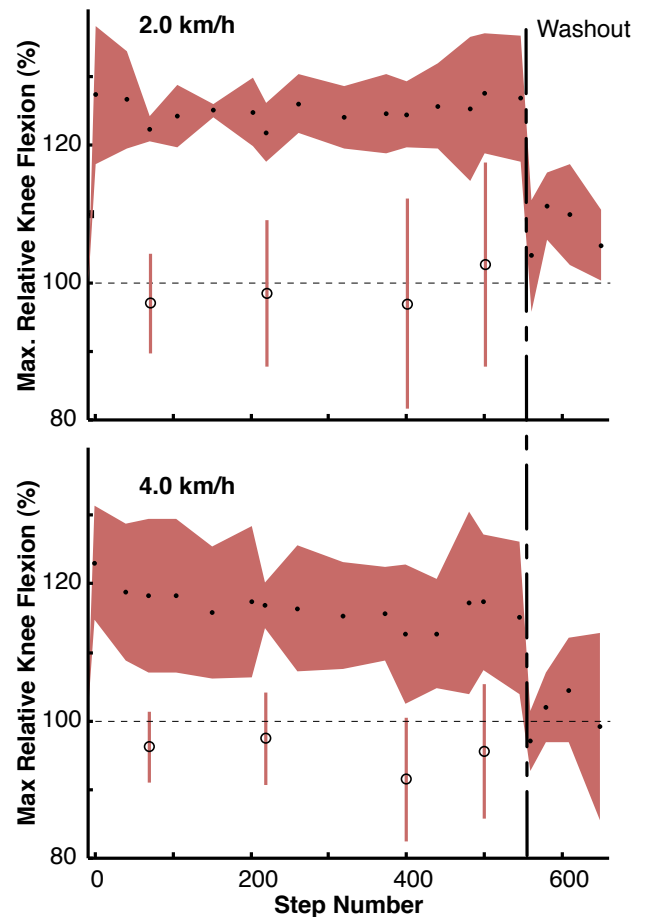 2.0 km/h
Washout
Max. Relative Knee Flexion (%)
120
100
80
4.0 km/h
Max Relative Knee Flexion (%)
120
100
80
0 200 400 600
Step Number